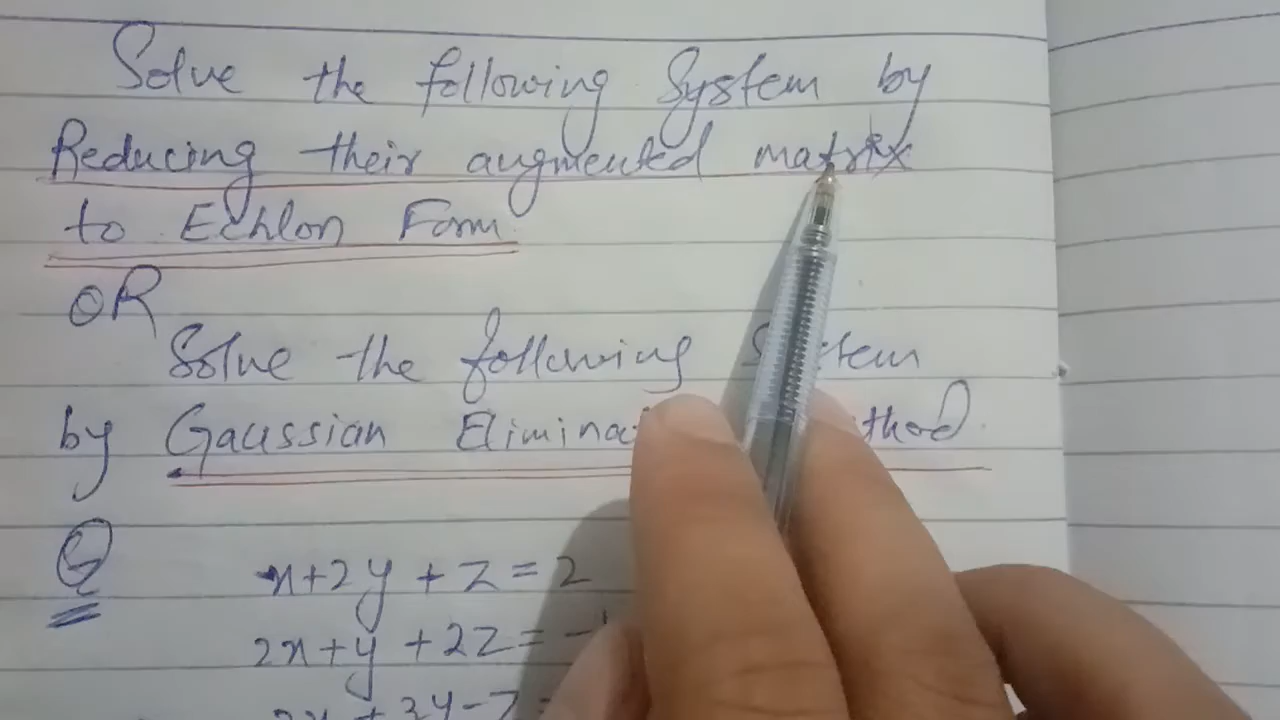 Solve the following System by
Reducing their augmented matrix
to Echlon Form
OR
Solve the following
by Gaussian
Q
x+2y+z=2
2x+y+2z=